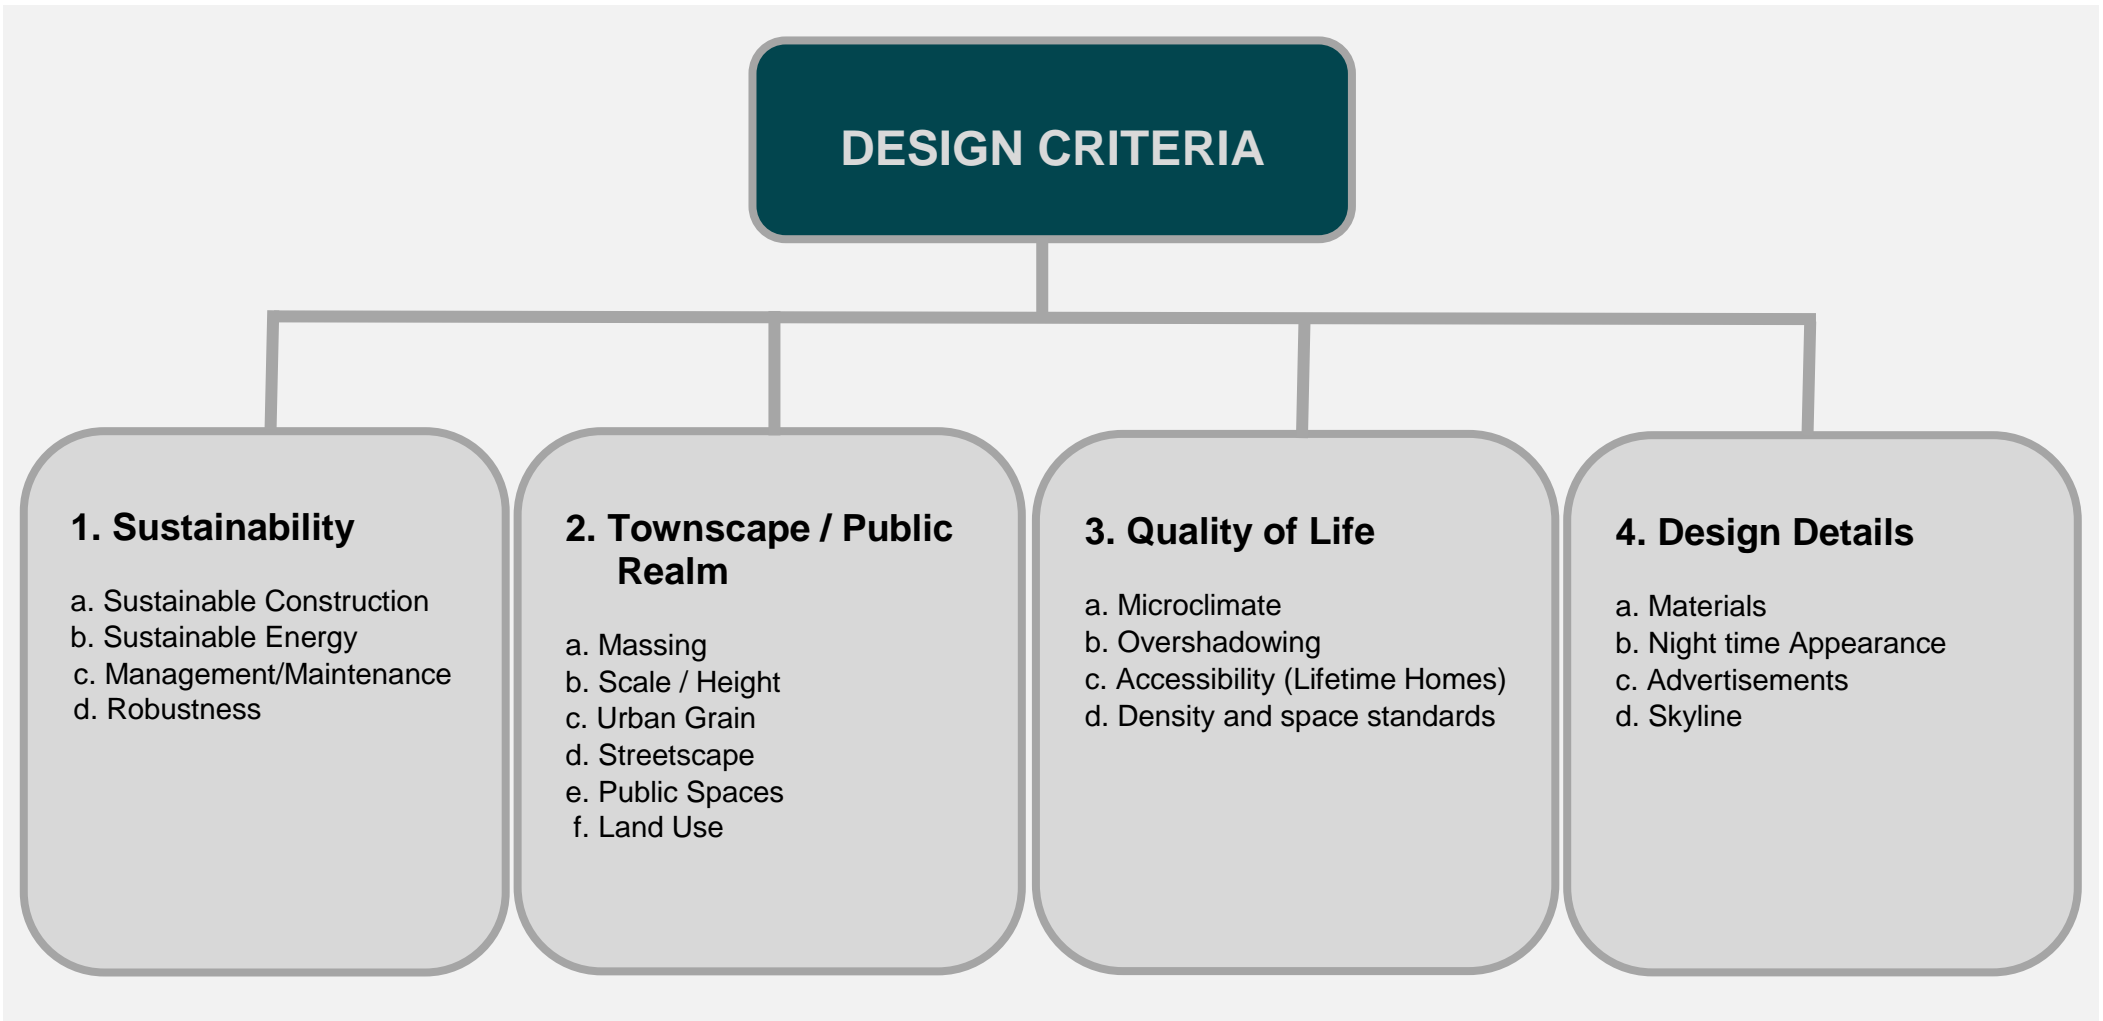 DESIGN CRITERIA
1. Sustainability
a. Sustainable Construction
b. Sustainable Energy
c. Management/Maintenance
d. Robustness
2. Townscape / Public
Realm
a. Massing
b. Scale / Height
c. Urban Grain
d. Streetscape
e. Public Spaces
f. Land Use
3. Quality of Life
a. Microclimate
b. Overshadowing
c. Accessibility (Lifetime Homes)
d. Density and space standards
4. Design Details
a. Materials
b. Night time Appearance
c. Advertisements
d. Skyline